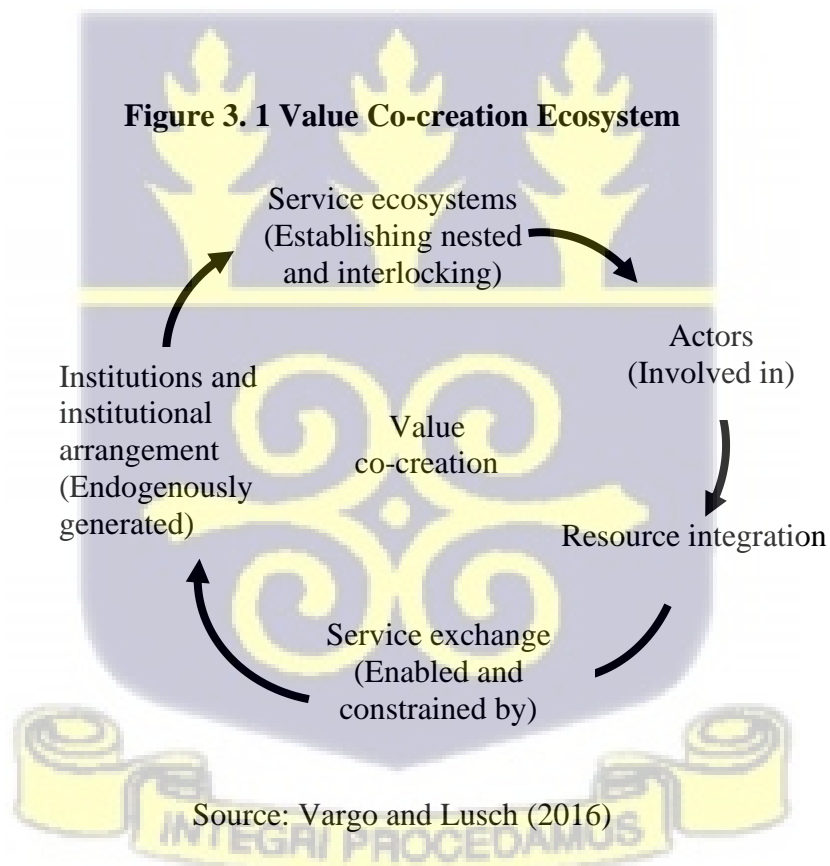 Figure 3. 1 Value Co-creation Ecosystem
Service ecosystems
(Establishing nested
and interlocking)
Actors
(Involved in)
Institutions and
institutional
arrangement
(Endogenously
generated)
Value
co-creation
Resource integration
Service exchange
(Enabled and
constrained by)
Source: Vargo and Lusch (2016)
INTEGRI PROCEDAMUS